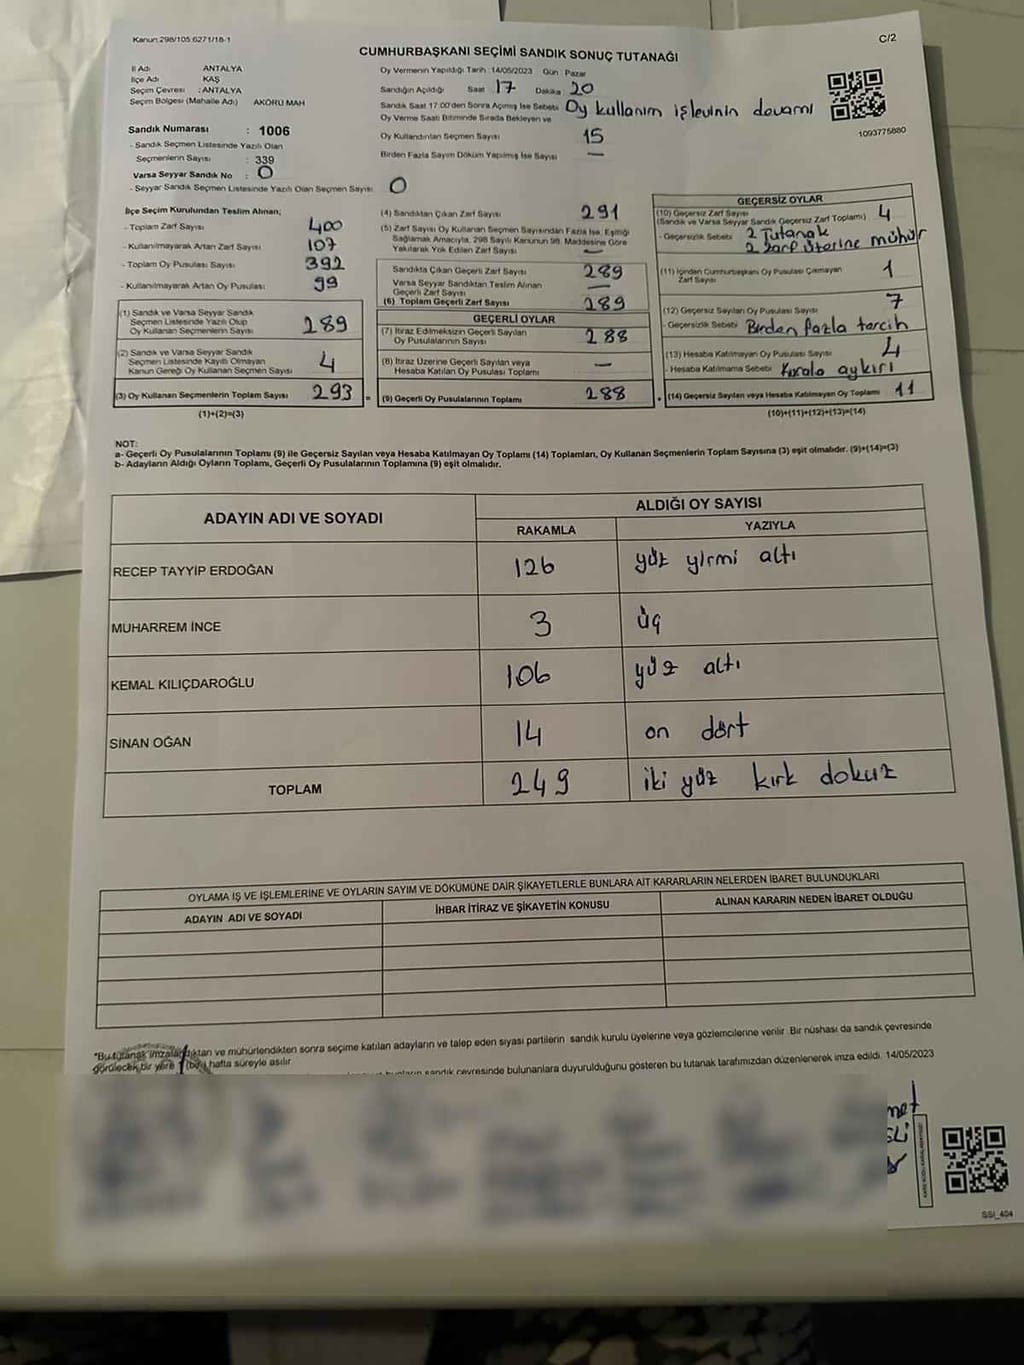 Kanun:298/105 6271/18-1
C/2
CUMHURBAŞKANI SEÇİMİ SANDIK SONUÇ TUTANAĞI
İl Adı : ANTALYA
İlçe Adı : KAŞ
Seçim Çevresi : ANTALYA
Seçim Bölgesi (Mahalle Adı) AKÖRÜ MAH
Sandık Numarası : 1006
- Sandık Seçmen Listesinde Yazılı Olan
Seçmenlerin Sayısı : 339
Varsa Seyyar Sandık No : 0
- Seyyar Sandık Seçmen Listesinde Yazılı Olan Seçmen Sayısı: 0
Oy Vermenin Yapıldığı Tarih :14/05/2023 Gün : Pazar
Sandığın Açıldığı Saat 17 Dakika : 20
Sandık Saat 17.00'den Sonra Açımış İse Sebebi : Oy kullanım işlevinin devamı
Oy Verme Saati Bitiminde Sırada Bekleyen ve
Oy Kullandırılan Seçmen Sayısı 15
Birden Fazla Sayım Döküm Yapılmış İse Sayısı —
1093775880
İlçe Seçim Kurulundan Teslim Alınan;
- Toplam Zarf Sayısı : 400
- Kullanılmayarak Artan Zarf Sayısı : 107
- Toplam Oy Pusulası Sayısı : 392
- Kullanılmayarak Artan Oy Pusulası : 99
(1) Sandık ve Varsa Seyyar Sandık
Seçmen Listesinde Yazılı Olup
Oy Kullanan Seçmenlerin Sayısı : 289
(2) Sandık ve Varsa Seyyar Sandık
Seçmen Listesinde Kayıtlı Olmayan
Kanun Gereği Oy Kullanan Seçmen Sayısı : 4
(3) Oy Kullanan Seçmenlerin Toplam Sayısı : 293 =
(1)+(2)=(3)
(4) Sandıktan Çıkan Zarf Sayısı : 291
(5) Zarf Sayısı Oy Kullanan Seçmen Sayısından Fazla İse, Eşitliği
Sağlamak Amacıyla, 298 Sayılı Kanunun 98. Maddesine Göre
Yakılarak Yok Edilen Zarf Sayısı : —
Sandıkta Çıkan Geçerli Zarf Sayısı : 289
Varsa Seyyar Sandıktan Teslim Alınan
Geçerli Zarf Sayısı : —
(6) Toplam Geçerli Zarf Sayısı : 289
GEÇERLİ OYLAR
(7) İtiraz Edilmeksizin Geçerli Sayılan
Oy Pusulalarının Sayısı : 288
(8) İtiraz Üzerine Geçerli Sayılan veya
Hesaba Katılan Oy Pusulası Toplamı : —
(9) Geçerli Oy Pusulalarının Toplamı : 288 +
GEÇERSİZ OYLAR
(10) Geçersiz Zarf Sayısı
(Sandık ve Varsa Seyyar Sandık Geçersiz Zarf Toplamı) : 4
- Geçersizlik Sebebi : 2 Tutanak
2 zarf üzerine mühür
(11) İçinden Cumhurbaşkanı Oy Pusulası Çıkmayan
Zarf Sayısı : 1
(12) Geçersiz Sayılan Oy Pusulası Sayısı : 7
- Geçersizlik Sebebi : Birden fazla tercih
(13) Hesaba Katılmayan Oy Pusulası Sayısı : 4
- Hesaba Katılmama Sebebi : Kurala aykırı
(14) Geçersiz Sayılan veya Hesaba Katılmayan Oy Toplamı : 11
(10)+(11)+(12)+(13)=(14)
NOT:
a- Geçerli Oy Pusulalarının Toplamı (9) ile Geçersiz Sayılan veya Hesaba Katılmayan Oy Toplamı (14) Toplamları, Oy Kullanan Seçmenlerin Toplam Sayısına (3) eşit olmalıdır. (9)+(14)=(3)
b- Adayların Aldığı Oyların Toplamı, Geçerli Oy Pusulalarının Toplamına (9) eşit olmalıdır.
ADAYIN ADI VE SOYADI
ALDIĞI OY SAYISI
RAKAMLA YAZIYLA
RECEP TAYYİP ERDOĞAN 126 yüz yirmi altı
MUHARREM İNCE 3 üç
KEMAL KILIÇDAROĞLU 106 yüz altı
SİNAN OĞAN 14 on dört
TOPLAM 249 iki yüz kırk dokuz
OYLAMA İŞ VE İŞLEMLERİNE VE OYLARIN SAYIM VE DÖKÜMÜNE DAİR ŞİKAYETLERLE BUNLARA AİT KARARLARIN NELERDEN İBARET BULUNDUKLARI
ADAYIN ADI VE SOYADI İHBAR İTİRAZ VE ŞİKAYETİN KONUSU ALINAN KARARIN NEDEN İBARET OLDUĞU
*Bu tutanak imzalandıktan ve mühürlendikten sonra seçime katılan adayların ve talep eden siyasi partilerin sandık kurulu üyelerine veya gözlemcilerine verilir. Bir nüshası da sandık çevresinde
görülecek bir yere 1 (bir) hafta süreyle asılır.
sandık çevresinde bulunanlara duyurulduğunu gösteren bu tutanak tarafımızdan düzenlenerek imza edildi. 14/05/2023
SSI_404